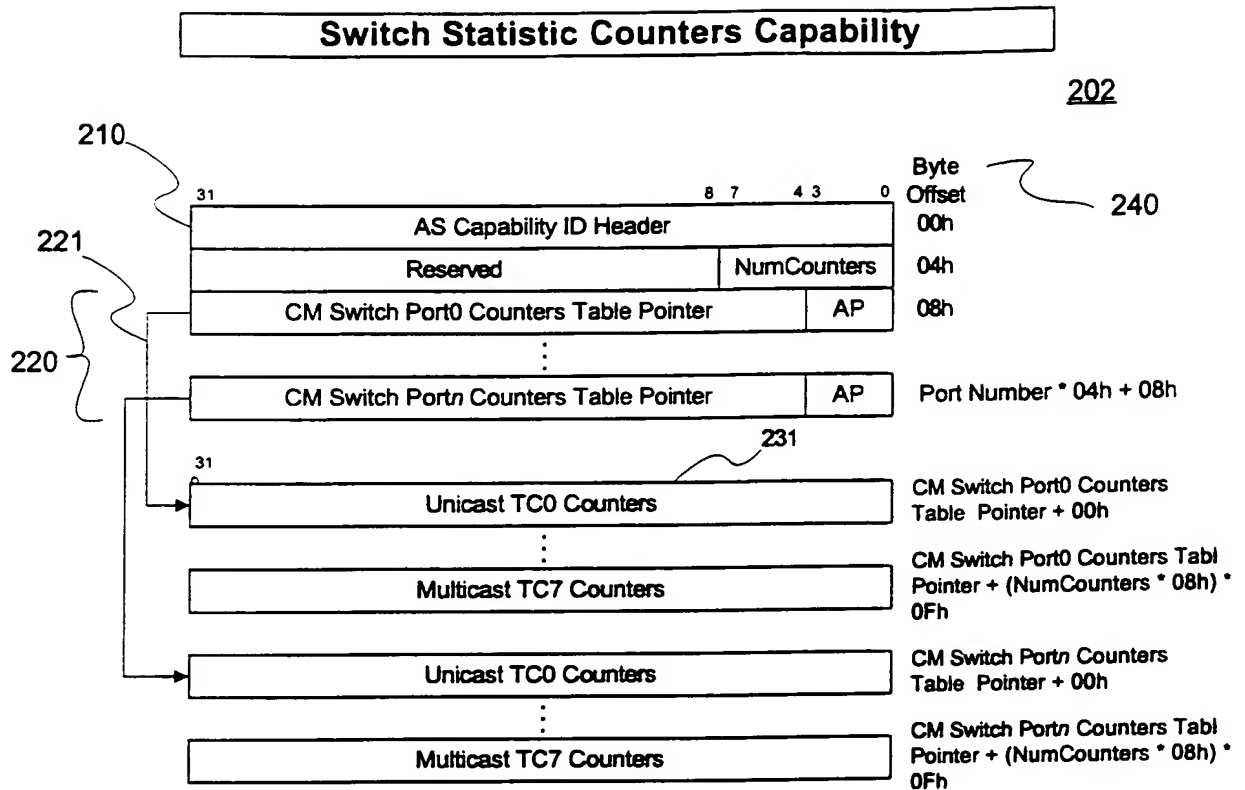 Switch Statistic Counters Capability
202
210
Byte
Offset
240
31 8 7 4 3 0
AS Capability ID Header 00h
221
Reserved NumCounters 04h
CM Switch Port0 Counters Table Pointer AP 08h
220
CM Switch Portn Counters Table Pointer AP Port Number * 04h + 08h
231
31
Unicast TC0 Counters
CM Switch Port0 Counters
Table Pointer + 00h
Multicast TC7 Counters
CM Switch Port0 Counters Tabl
Pointer + (NumCounters * 08h) *
0Fh
Unicast TC0 Counters
CM Switch Portn Counters
Table Pointer + 00h
Multicast TC7 Counters
CM Switch Portn Counters Tabl
Pointer + (NumCounters * 08h) *
0Fh